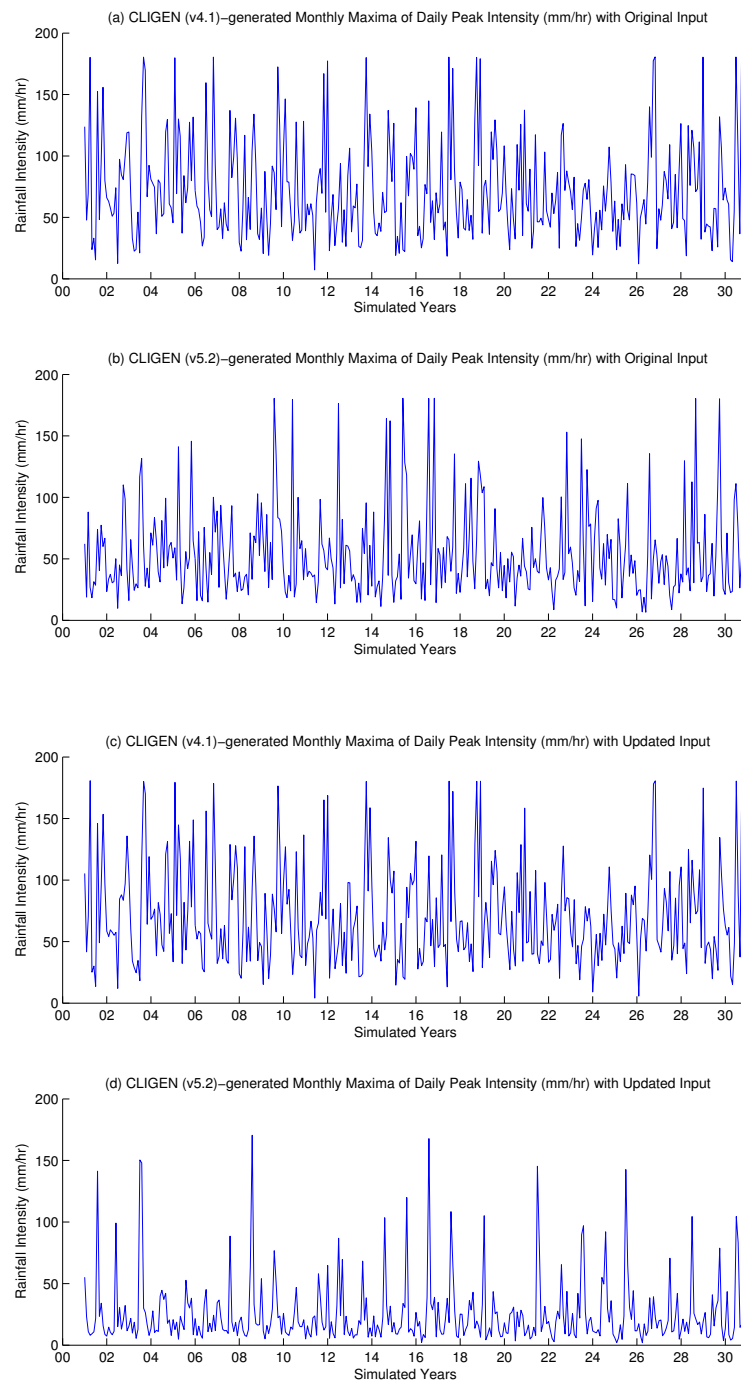 (a) CLIGEN (v4.1)−generated Monthly Maxima of Daily Peak Intensity (mm/hr) with Original Input
200
150
100
50
0
Rainfall Intensity (mm/hr)
00 02 04 06 08 10 12 14 16 18 20 22 24 26 28 30
Simulated Years
(b) CLIGEN (v5.2)−generated Monthly Maxima of Daily Peak Intensity (mm/hr) with Original Input
200
150
100
50
0
Rainfall Intensity (mm/hr)
00 02 04 06 08 10 12 14 16 18 20 22 24 26 28 30
Simulated Years
(c) CLIGEN (v4.1)−generated Monthly Maxima of Daily Peak Intensity (mm/hr) with Updated Input
200
150
100
50
0
Rainfall Intensity (mm/hr)
00 02 04 06 08 10 12 14 16 18 20 22 24 26 28 30
Simulated Years
(d) CLIGEN (v5.2)−generated Monthly Maxima of Daily Peak Intensity (mm/hr) with Updated Input
200
150
100
50
0
Rainfall Intensity (mm/hr)
00 02 04 06 08 10 12 14 16 18 20 22 24 26 28 30
Simulated Years